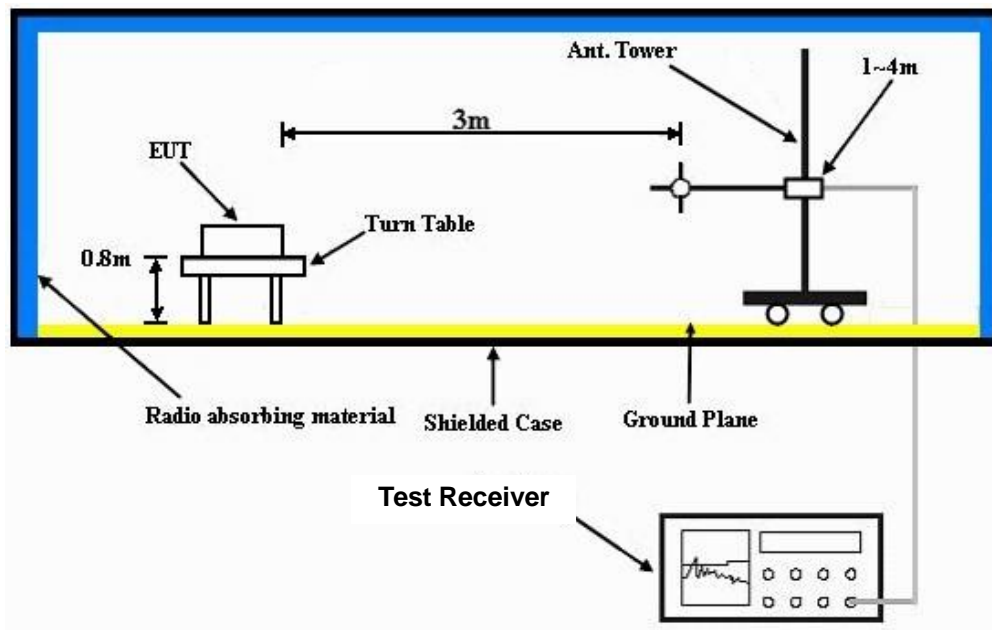 Ant. Tower
1~4m
3m
EUT
Turn Table
0.8m
Radio absorbing material
Shielded Case
Ground Plane
Test Receiver